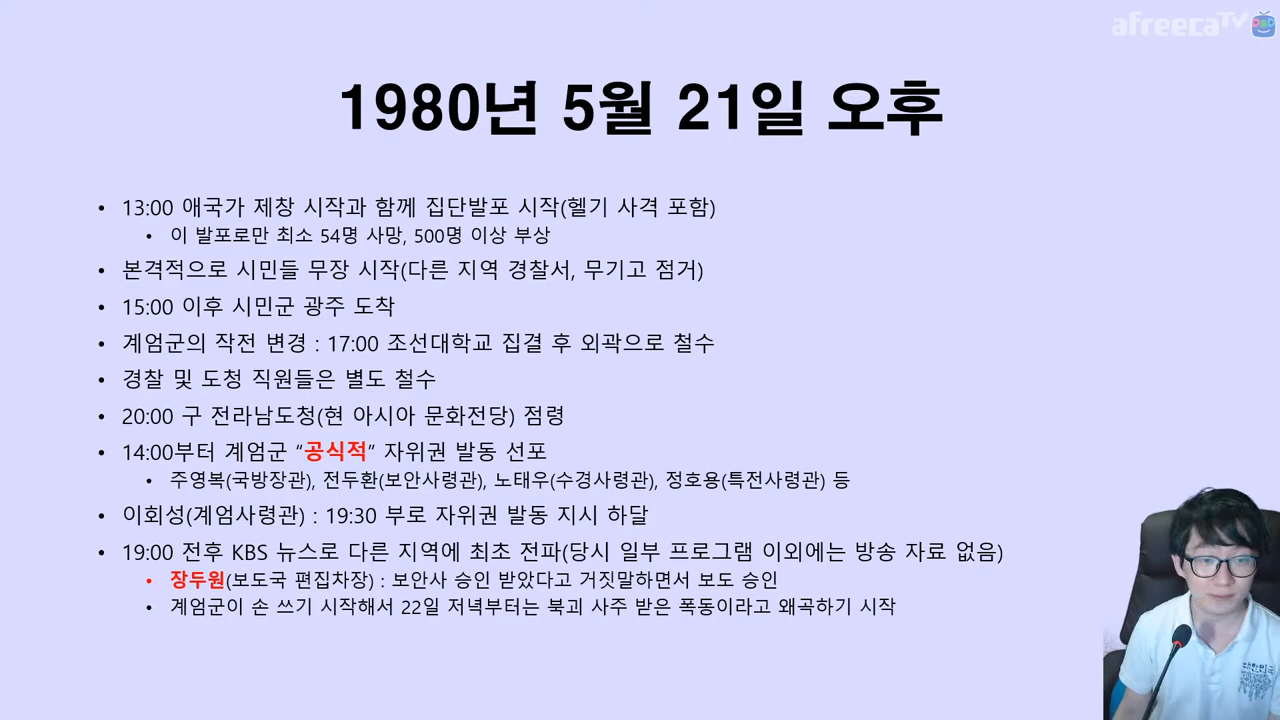 afreecaTV
1980년 5월 21일 오후
• 13:00 애국가 제창 시작과 함께 집단발포 시작(헬기 사격 포함)
• 이 발포로만 최소 54명 사망, 500명 이상 부상
• 본격적으로 시민들 무장 시작(다른 지역 경찰서, 무기고 점거)
• 15:00 이후 시민군 광주 도착
• 계엄군의 작전 변경 : 17:00 조선대학교 집결 후 외곽으로 철수
• 경찰 및 도청 직원들은 별도 철수
• 20:00 구 전라남도청(현 아시아 문화전당) 점령
• 14:00부터 계엄군 “공식적” 자위권 발동 선포
• 주영복(국방장관), 전두환(보안사령관), 노태우(수경사령관), 정호용(특전사령관) 등
• 이희성(계엄사령관) : 19:30 부로 자위권 발동 지시 하달
• 19:00 전후 KBS 뉴스로 다른 지역에 최초 전파(당시 일부 프로그램 이외에는 방송 자료 없음)
• 장두원(보도국 편집차장) : 보안사 승인 받았다고 거짓말하면서 보도 승인
• 계엄군이 손 쓰기 시작해서 22일 저녁부터는 북괴 사주 받은 폭동이라고 왜곡하기 시작
대한민국